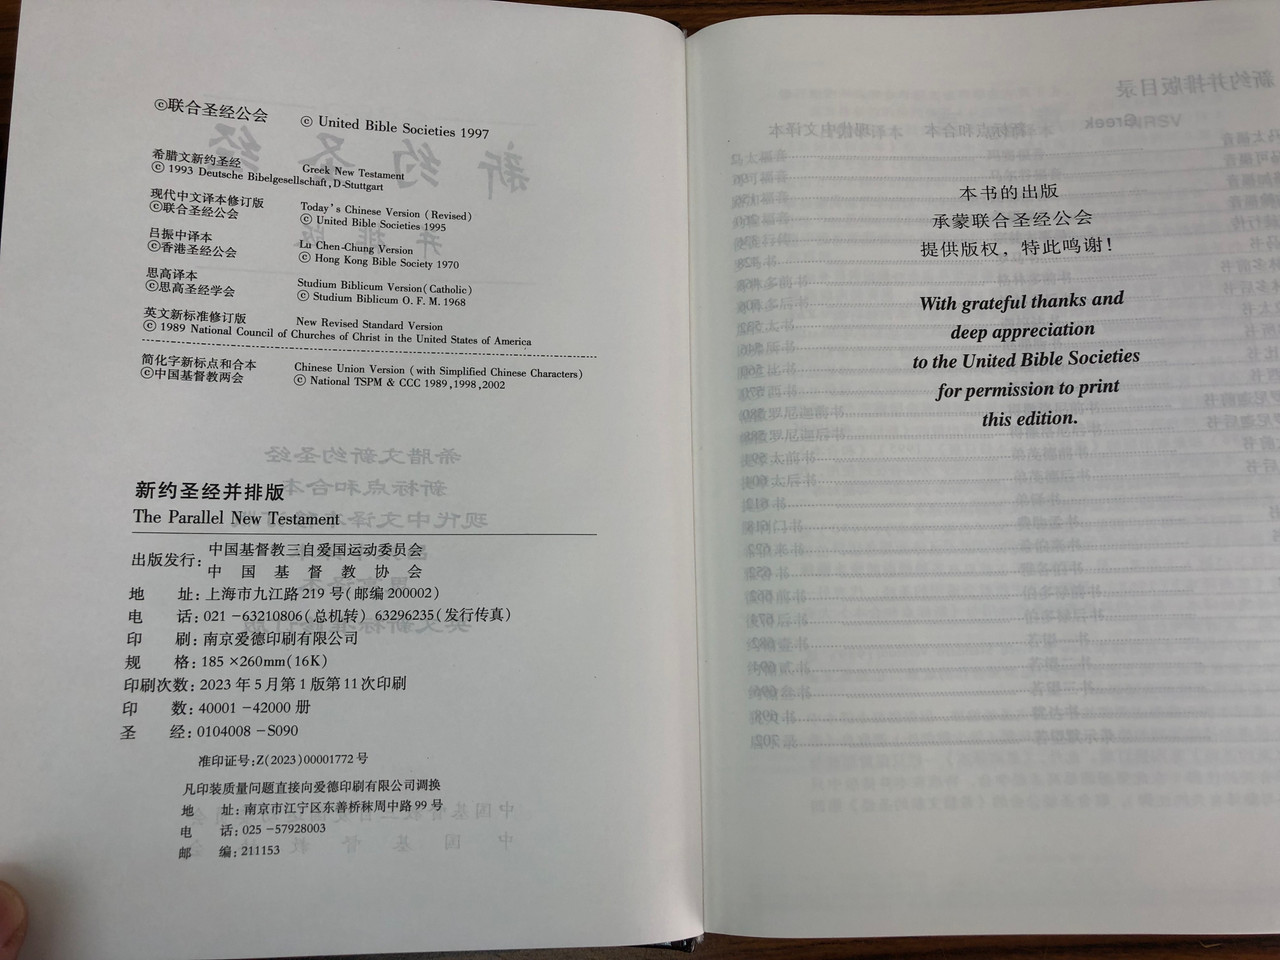 ©联合圣经公会 © United Bible Societies 1997
希腊文新约圣经 Greek New Testament
© 1993 Deutsche Bibelgesellschaft, D-Stuttgart
现代中文译本修订版 Today's Chinese Version (Revised)
©联合圣经公会 © United Bible Societies 1995
吕振中译本 Lu Chen-Chung Version
©香港圣经公会 © Hong Kong Bible Society 1970
思高译本 Studium Biblicum Version(Catholic)
©思高圣经学会 © Studium Biblicum O. F. M. 1968
英文新标准修订版 New Revised Standard Version
© 1989 National Council of Churches of Christ in the United States of America
简化字新标点和合本 Chinese Union Version (with Simplified Chinese Characters)
©中国基督教两会 © National TSPM & CCC 1989,1998,2002
新约圣经并排版
The Parallel New Testament
出版发行: 中国基督教三自爱国运动委员会
中国基督教协会
地 址: 上海市九江路219号(邮编200002)
电 话: 021-63210806(总机转) 63296235(发行传真)
印 刷: 南京爱德印刷有限公司
规 格: 185×260mm(16K)
印刷次数: 2023年5月第1版第11次印刷
印 数: 40001-42000册
圣 经: 0104008-S090
准印证号:Z(2023)00001772号
凡印装质量问题直接向爱德印刷有限公司调换
地 址: 南京市江宁区东善桥秣周中路99号
电 话: 025-57928003
邮 编: 211153
本书的出版
承蒙联合圣经公会
提供版权，特此鸣谢！
With grateful thanks and
deep appreciation
to the United Bible Societies
for permission to print
this edition.